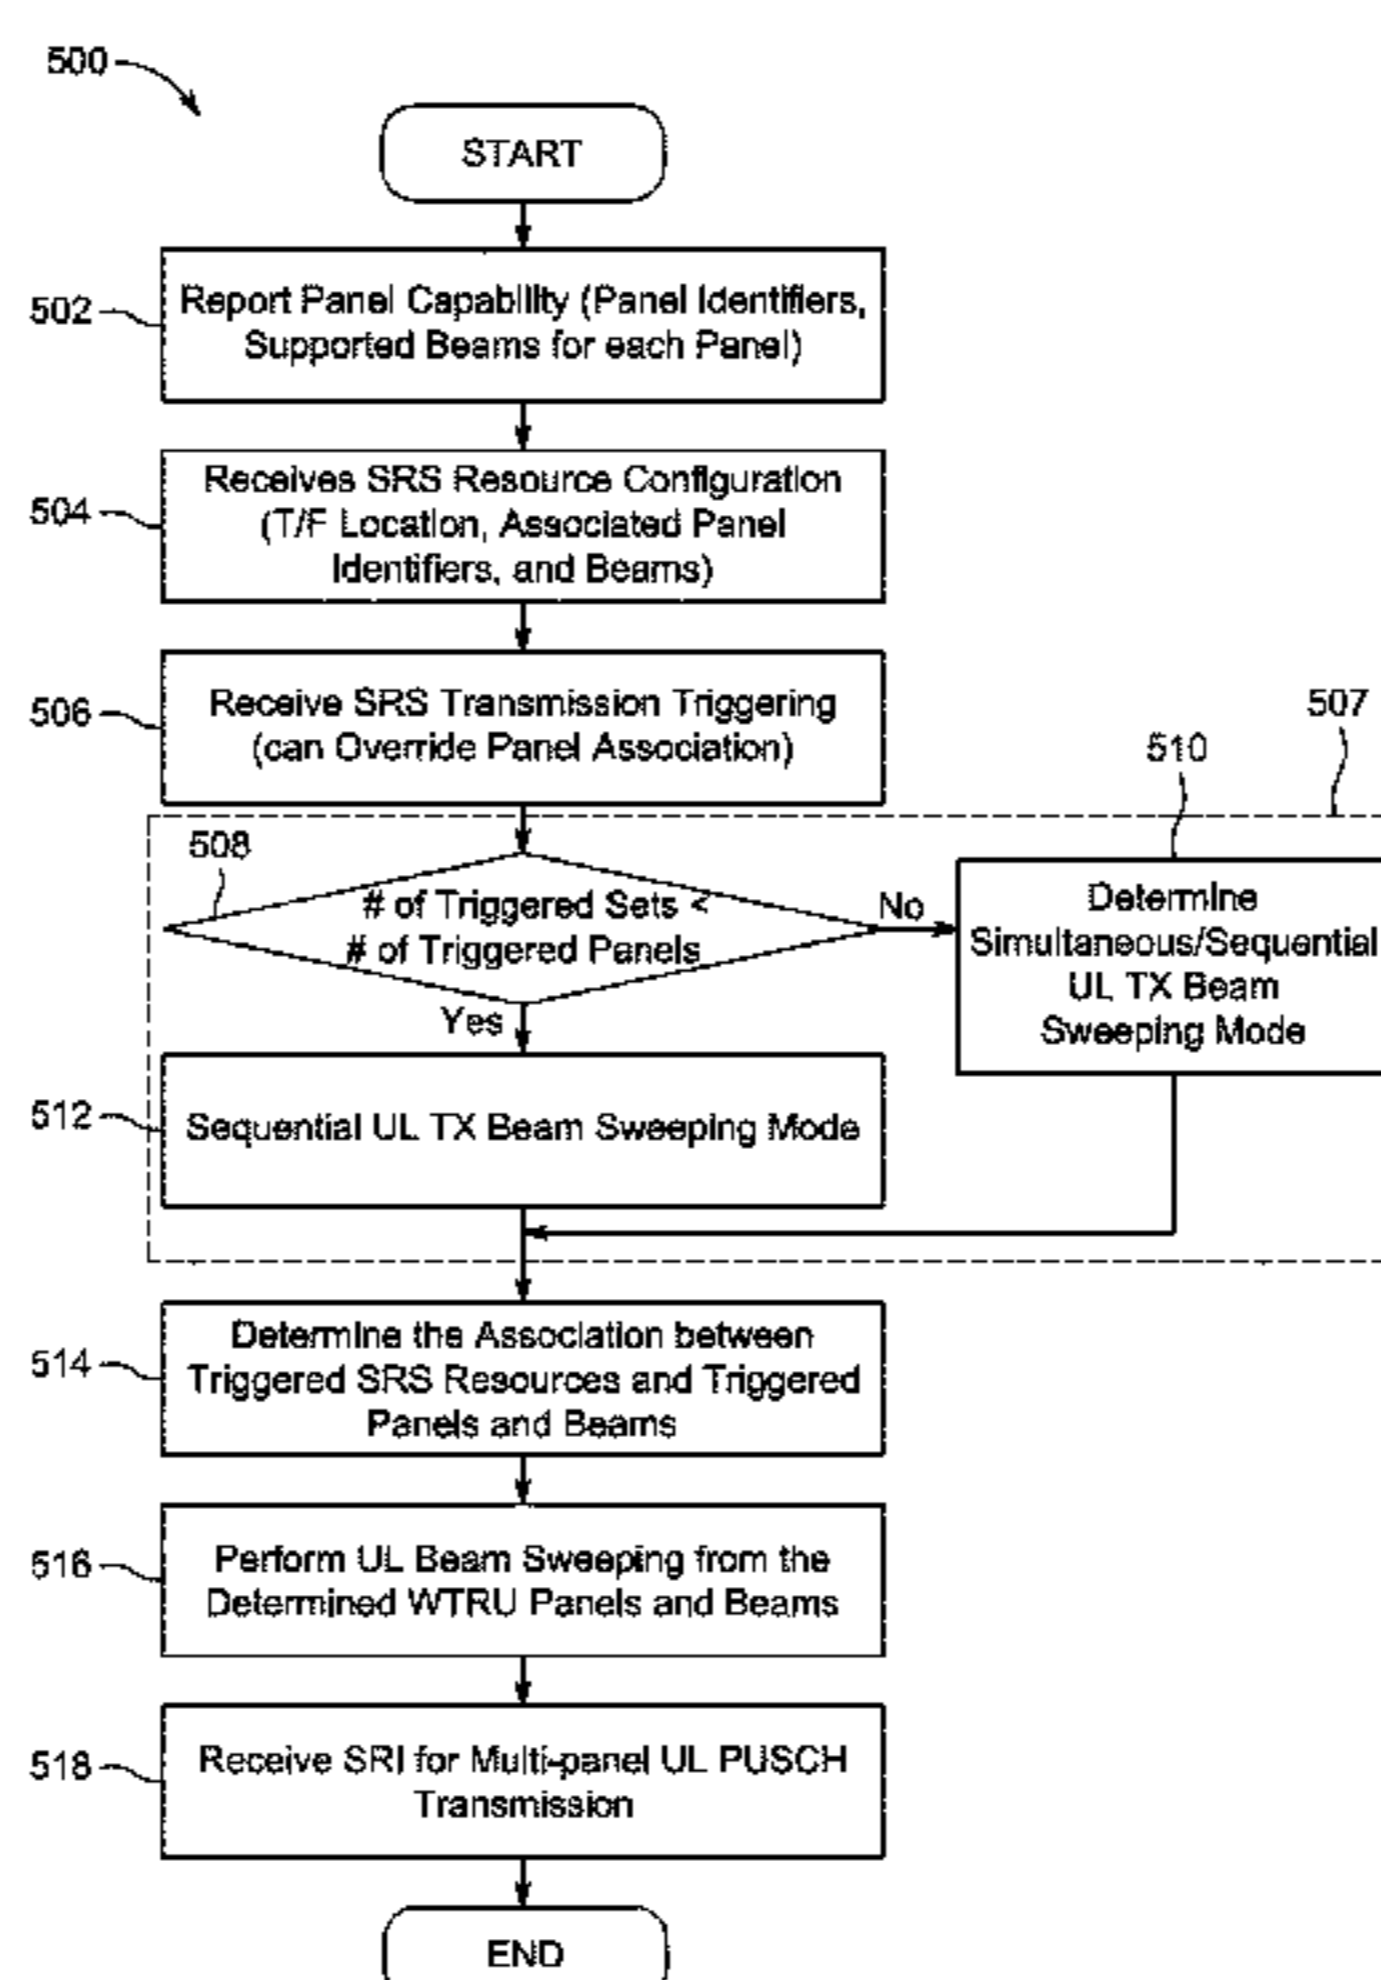 500
START
502
Report Panel Capability (Panel Identifiers,
Supported Beams for each Panel)
504
Receives SRS Resource Configuration
(T/F Location, Associated Panel
Identifiers, and Beams)
506
Receive SRS Transmission Triggering
(can Override Panel Association)
507
510
508
# of Triggered Sets <
# of Triggered Panels
No
Yes
Determine
Simultaneous/Sequential
UL TX Beam
Sweeping Mode
512
Sequential UL TX Beam Sweeping Mode
514
Determine the Association between
Triggered SRS Resources and Triggered
Panels and Beams
516
Perform UL Beam Sweeping from the
Determined WTRU Panels and Beams
518
Receive SRI for Multi-panel UL PUSCH
Transmission
END